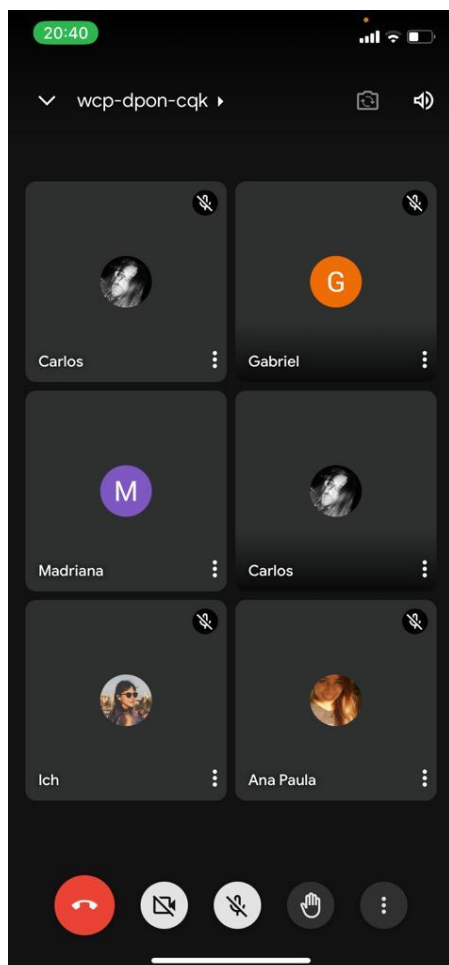 20:40
wcp-dpon-cqk
Carlos
G
Gabriel
M
Madriana
Carlos
Ich
Ana Paula